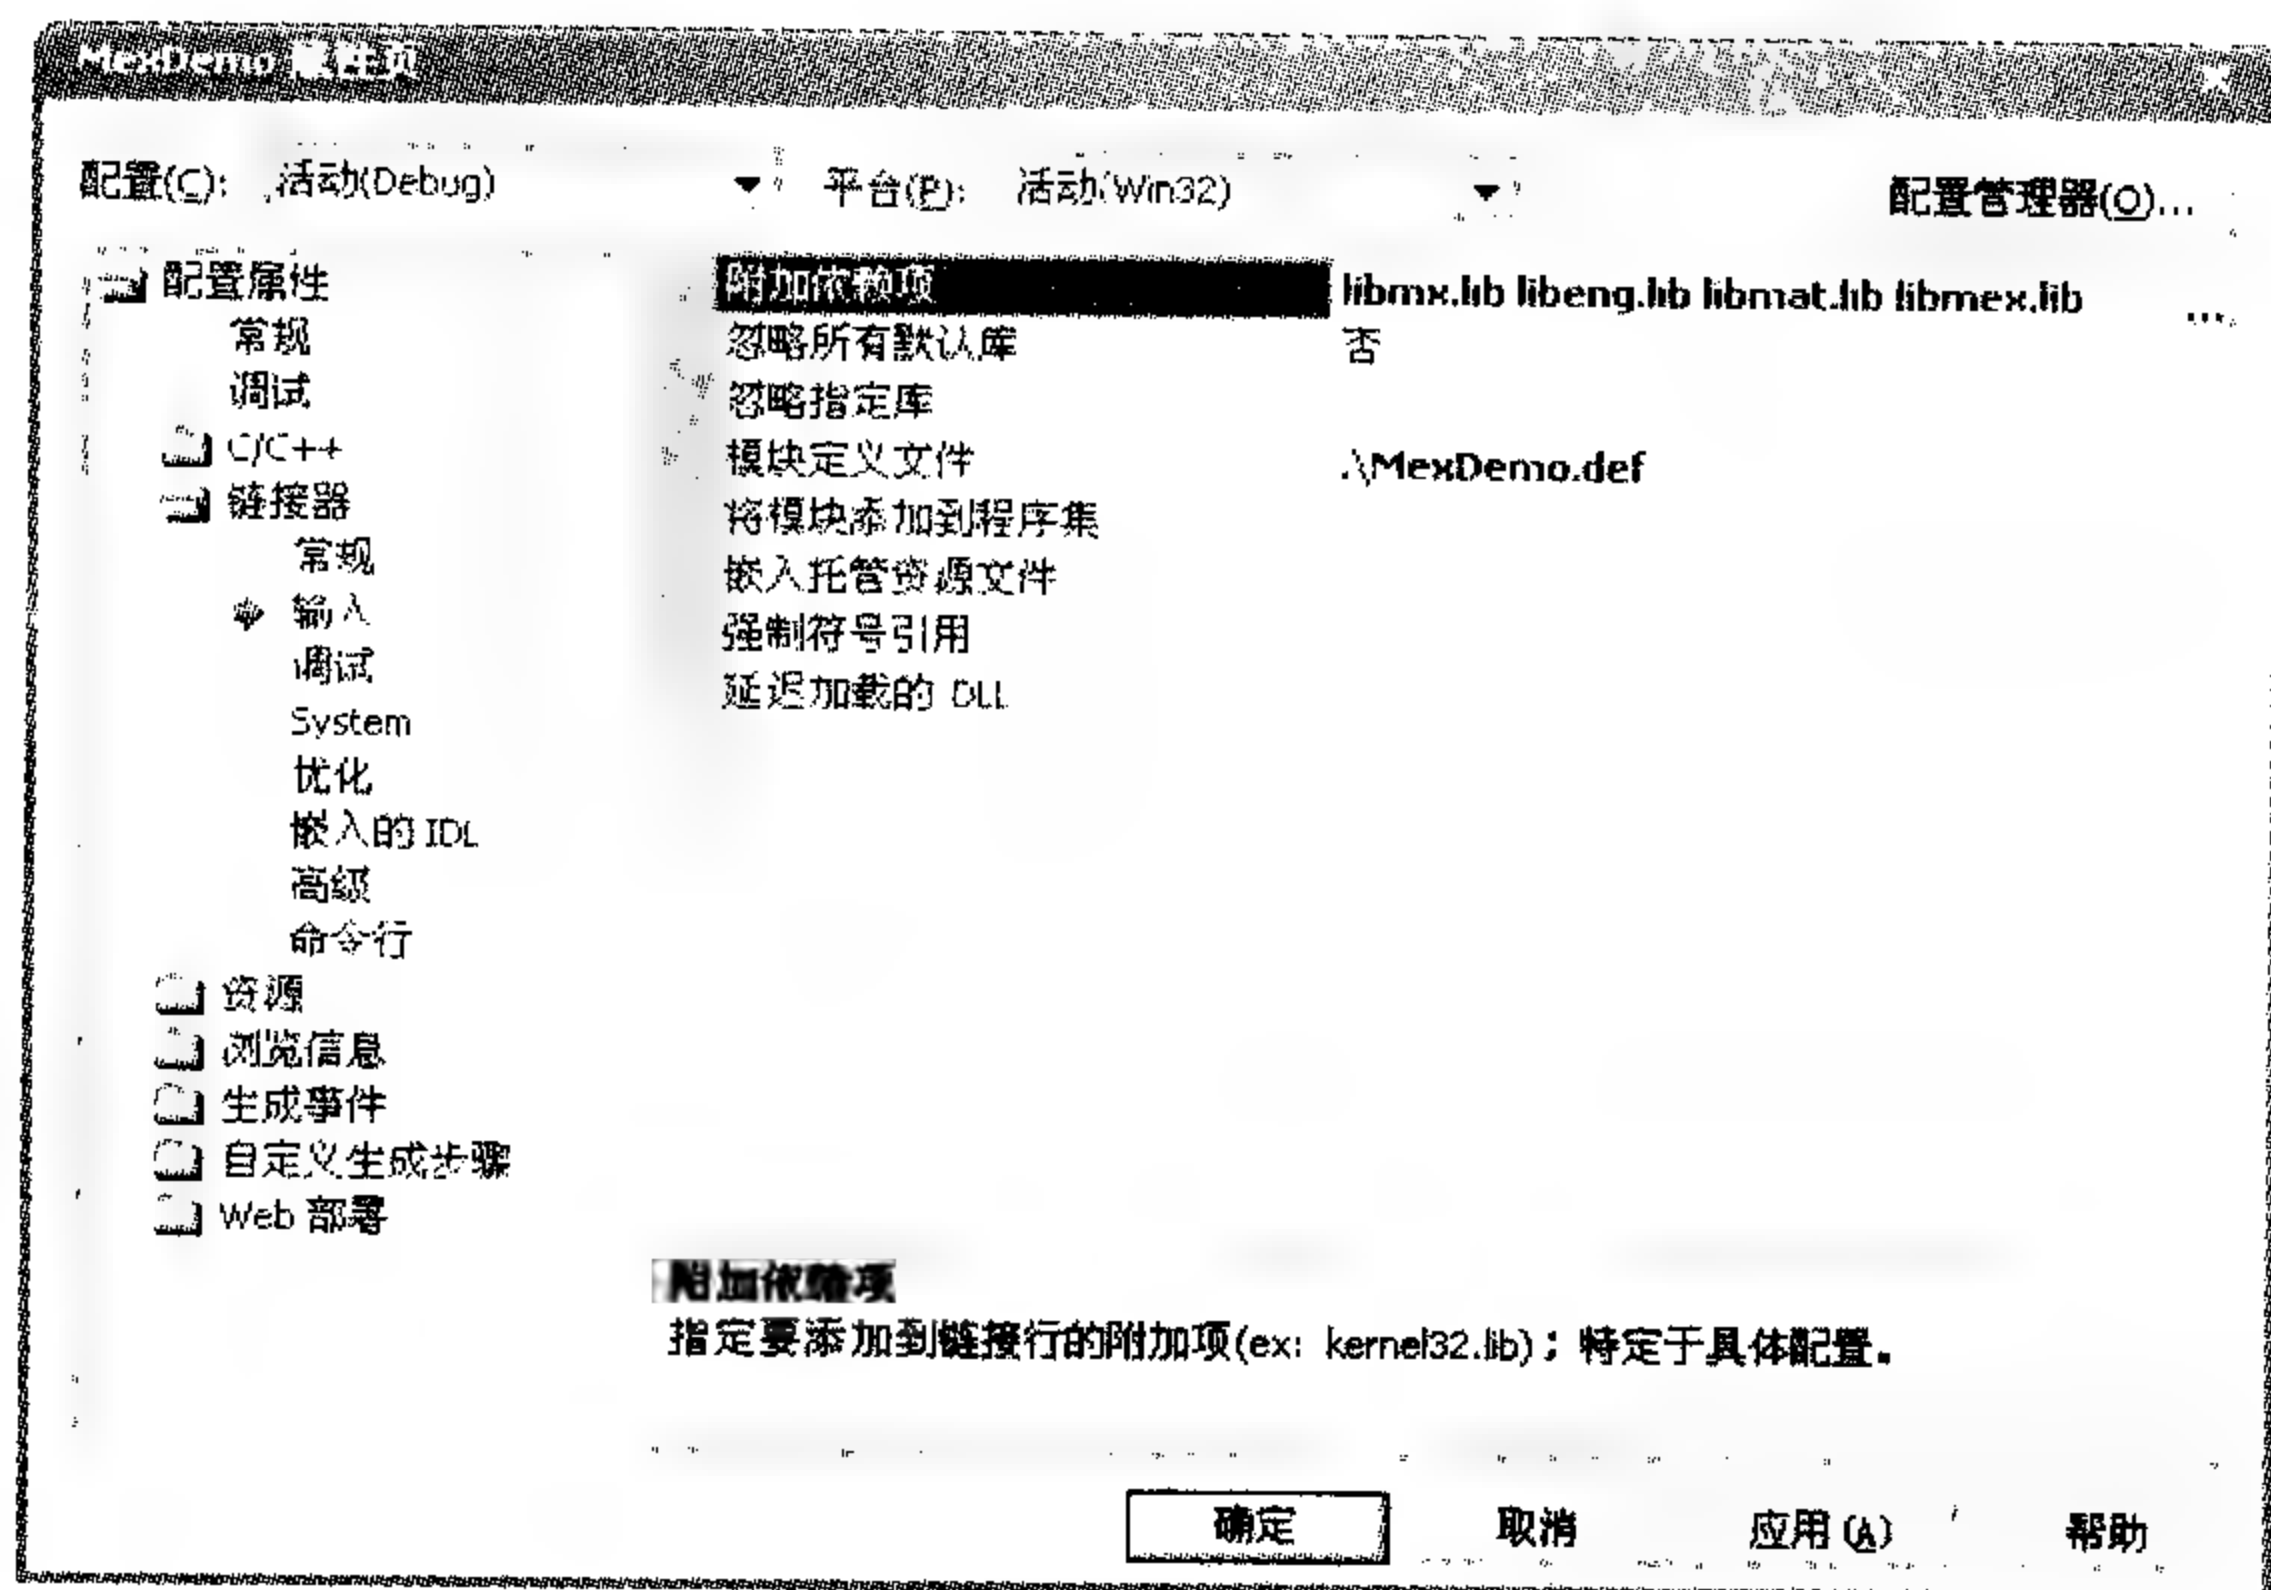 MexDemo 属性页
配置(C): 活动(Debug) 平台(P): 活动(Win32) 配置管理器(O)...
配置属性
常规
调试
C/C++
链接器
常规
输入
调试
System
优化
嵌入的 IDL
高级
命令行
资源
浏览信息
生成事件
自定义生成步骤
Web 部署
附加依赖项 libmx.lib libeng.lib libmat.lib libmex.lib ...
忽略所有默认库 否
忽略指定库
模块定义文件 .\MexDemo.def
将模块添加到程序集
嵌入托管资源文件
强制符号引用
延迟加载的 DLL
附加依赖项
指定要添加到链接行的附加项(ex: kernel32.lib)；特定于具体配置。
确定 取消 应用(A) 帮助